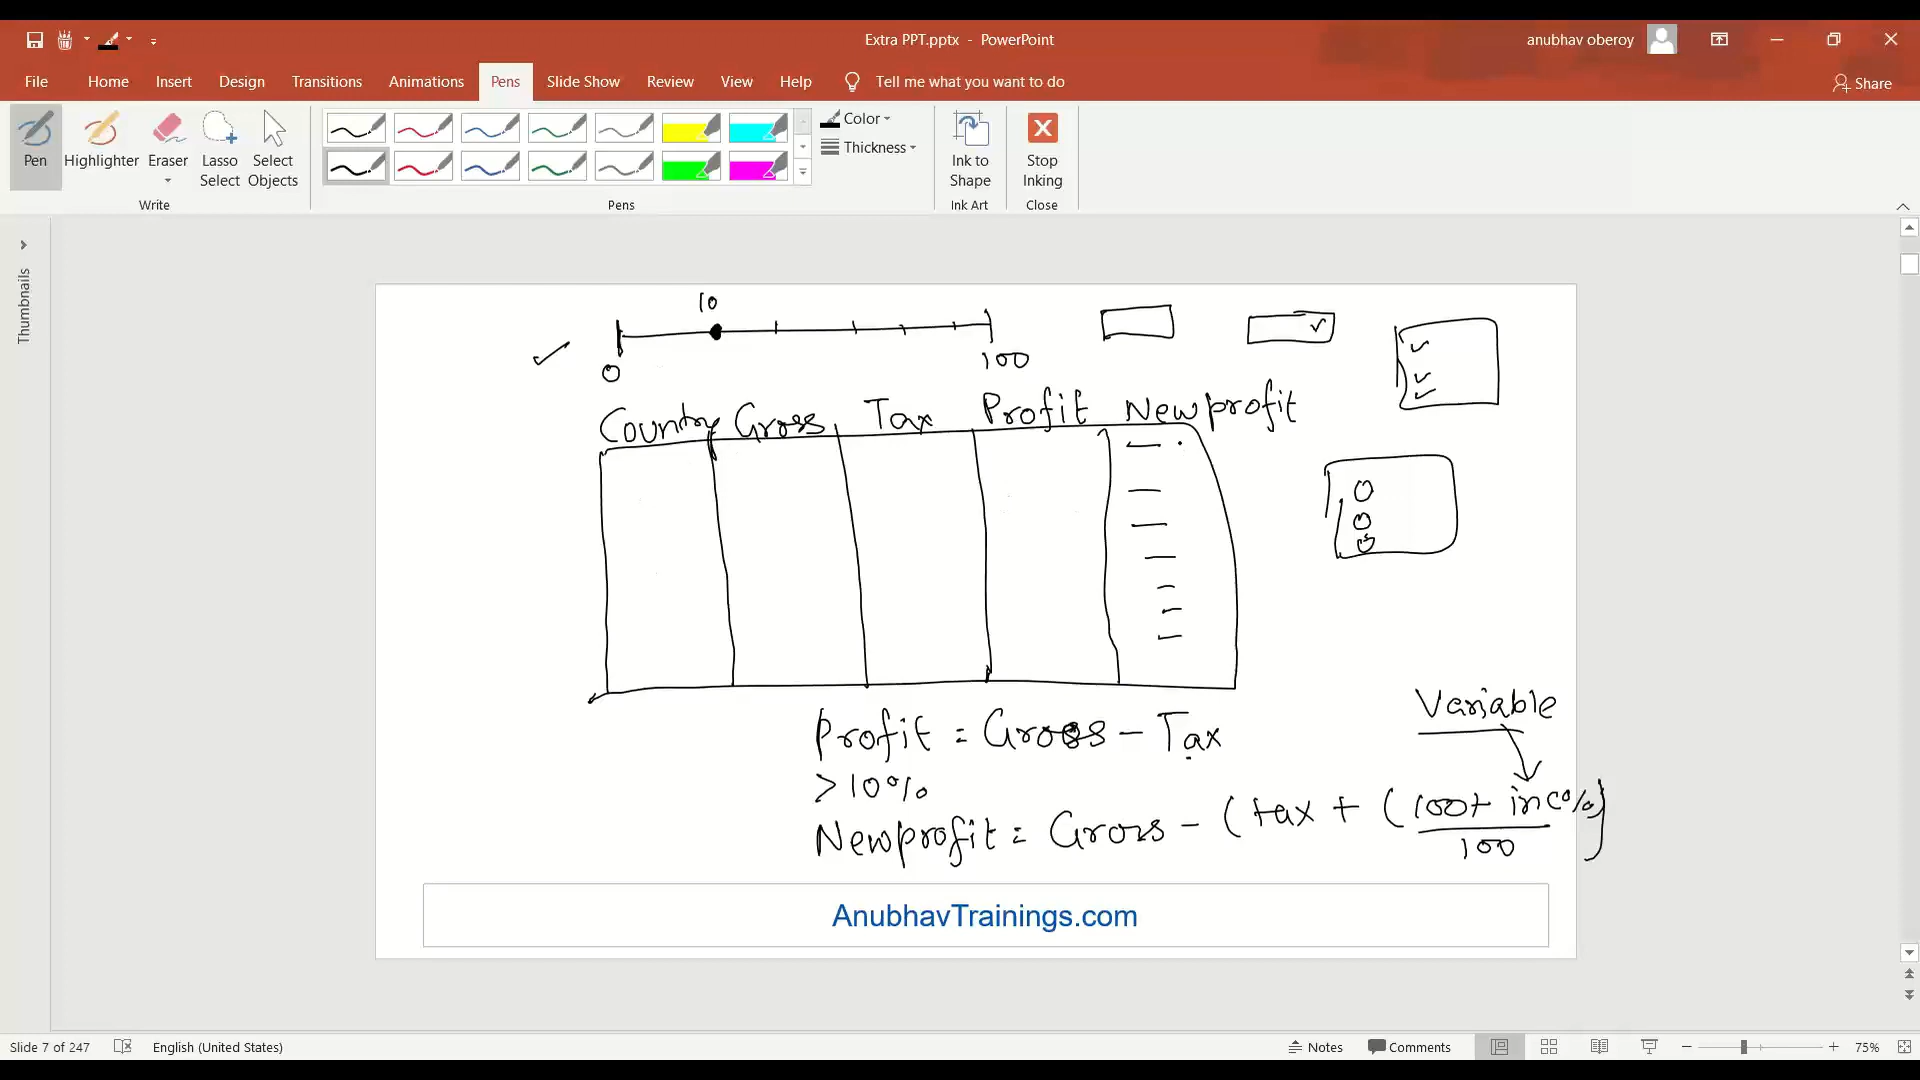 Extra PPT.pptx - PowerPoint
anubhav oberoy
File Home Insert Design Transitions Animations Pens Slide Show Review View Help Tell me what you want to do
Share
Pen Highlighter Eraser Lasso Select Select Objects
Write
Pens
Color
Thickness
Ink to Shape
Ink Art
Stop Inking
Close
Thumbnails
10
0
100
Country Gross Tax Profit Newprofit
Variable
Profit = Gross - Tax
>10%
Newprofit = Gross - (tax + (100+ inc%)
100
AnubhavTrainings.com
Slide 7 of 247 English (United States) Notes Comments 75%